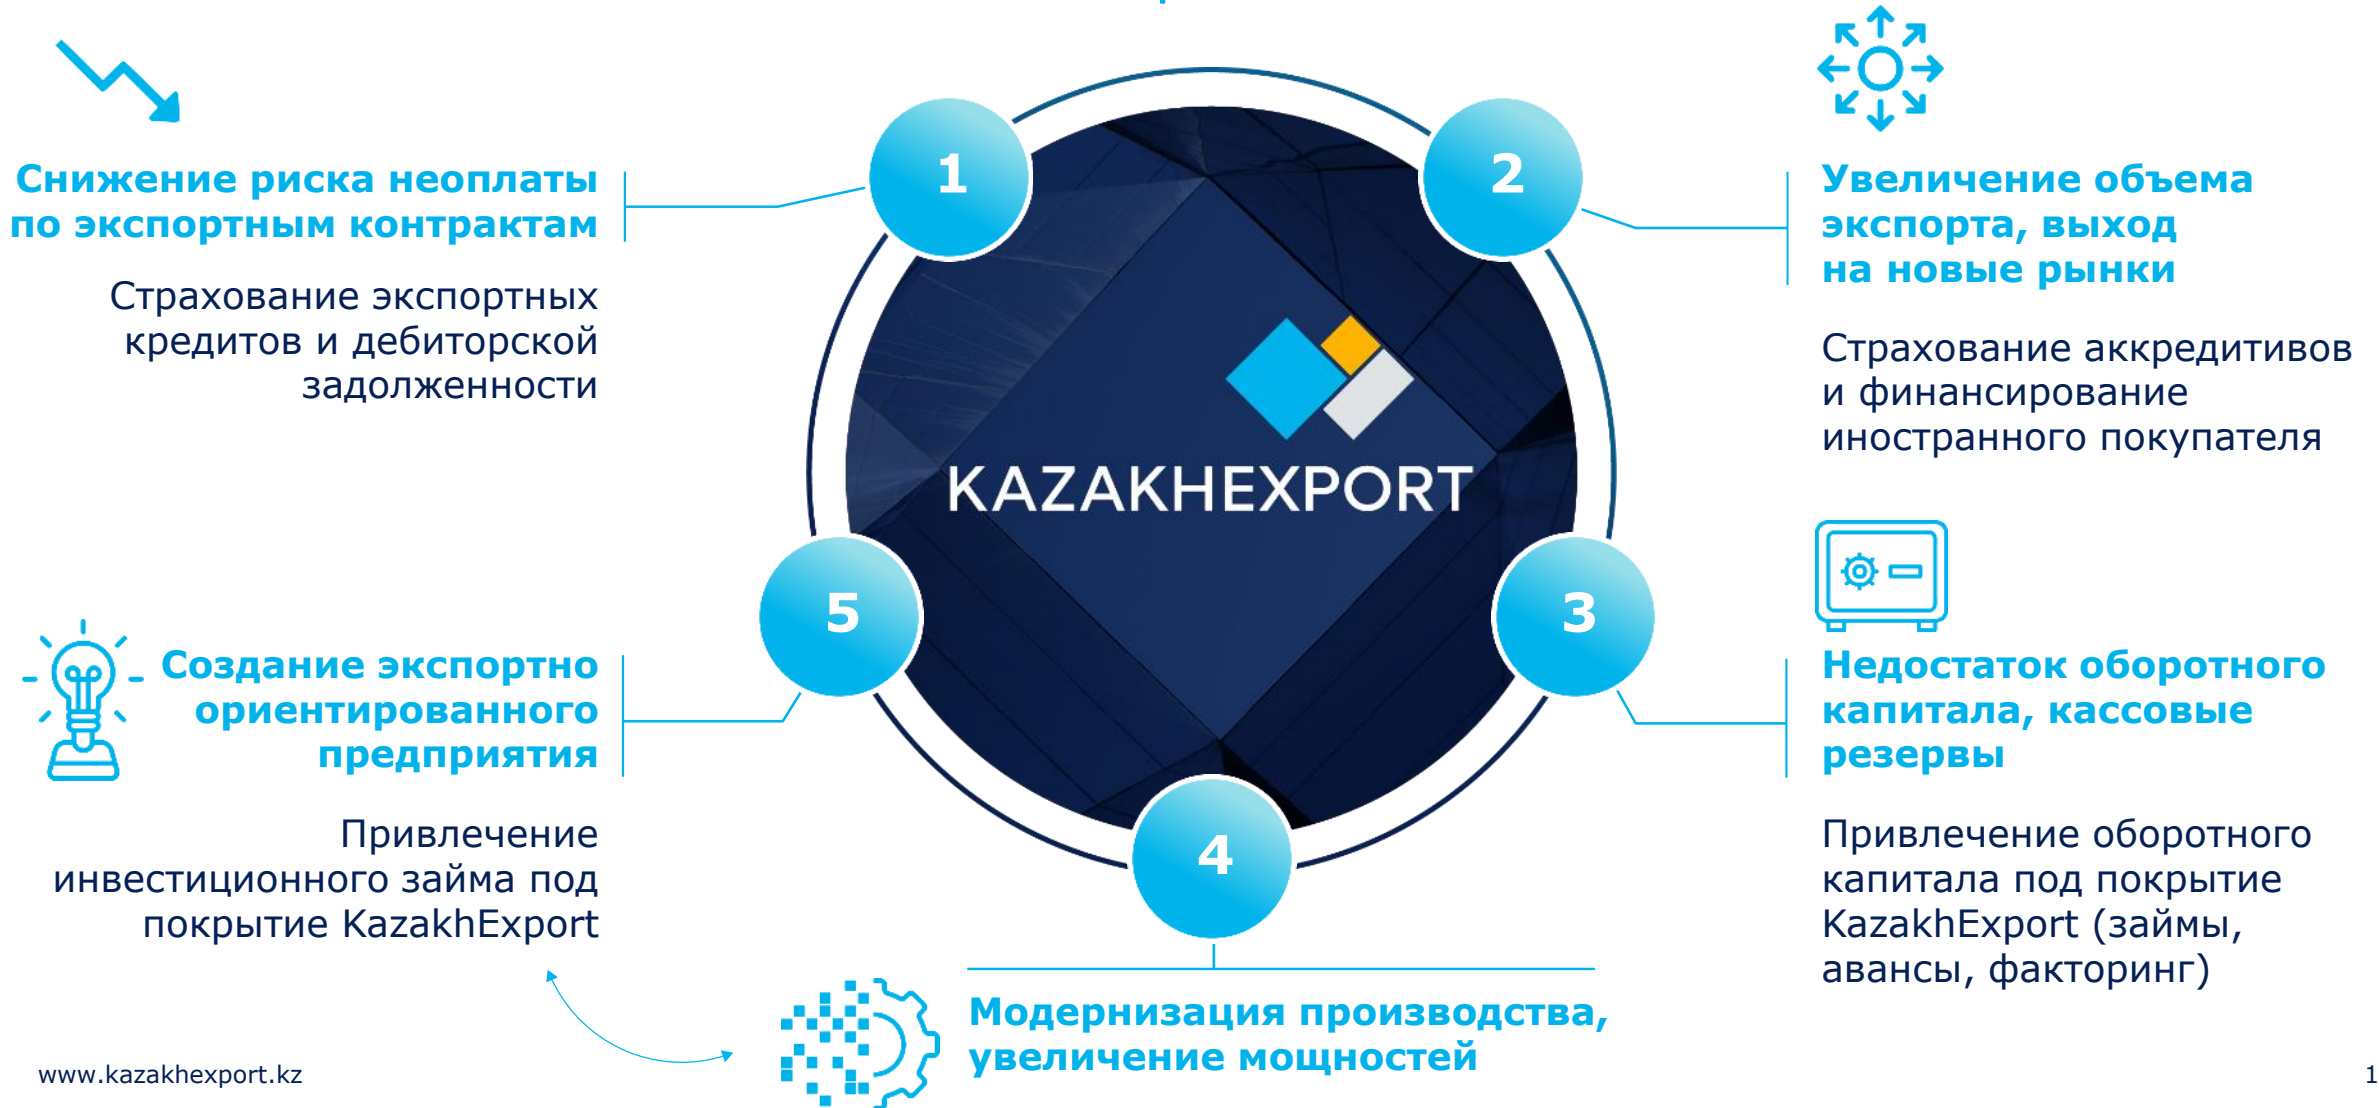 1
Снижение риска неоплаты
по экспортным контрактам
Страхование экспортных
кредитов и дебиторской
задолженности
2
Увеличение объема
экспорта, выход
на новые рынки
Страхование аккредитивов
и финансирование
иностранного покупателя
KAZAKHEXPORT
3
Недостаток оборотного
капитала, кассовые
резервы
Привлечение оборотного
капитала под покрытие
KazakhExport (займы,
авансы, факторинг)
4
Модернизация производства,
увеличение мощностей
5
Создание экспортно
ориентированного
предприятия
Привлечение
инвестиционного займа под
покрытие KazakhExport
www.kazakhexport.kz
1